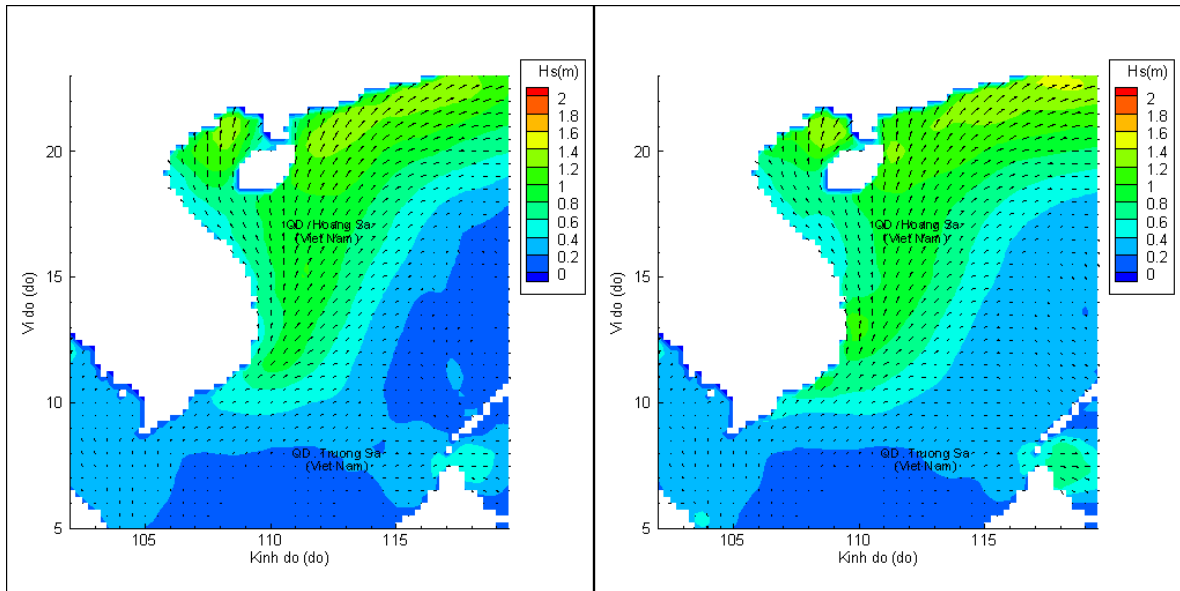 Hs(m)
2
1.8
1.6
1.4
1.2
1
0.8
0.6
0.4
0.2
0
20
15
10
5
Vi do (do)
QD / Hoang Sa
(Viet Nam)
QD . Truong Sa
(Viet Nam)
105
110
115
Kinh do (do)
Hs(m)
2
1.8
1.6
1.4
1.2
1
0.8
0.6
0.4
0.2
0
20
15
10
5
Vi do (do)
QD / Hoang Sa
(Viet Nam)
QD . Truong Sa
(Viet Nam)
105
110
115
Kinh do (do)